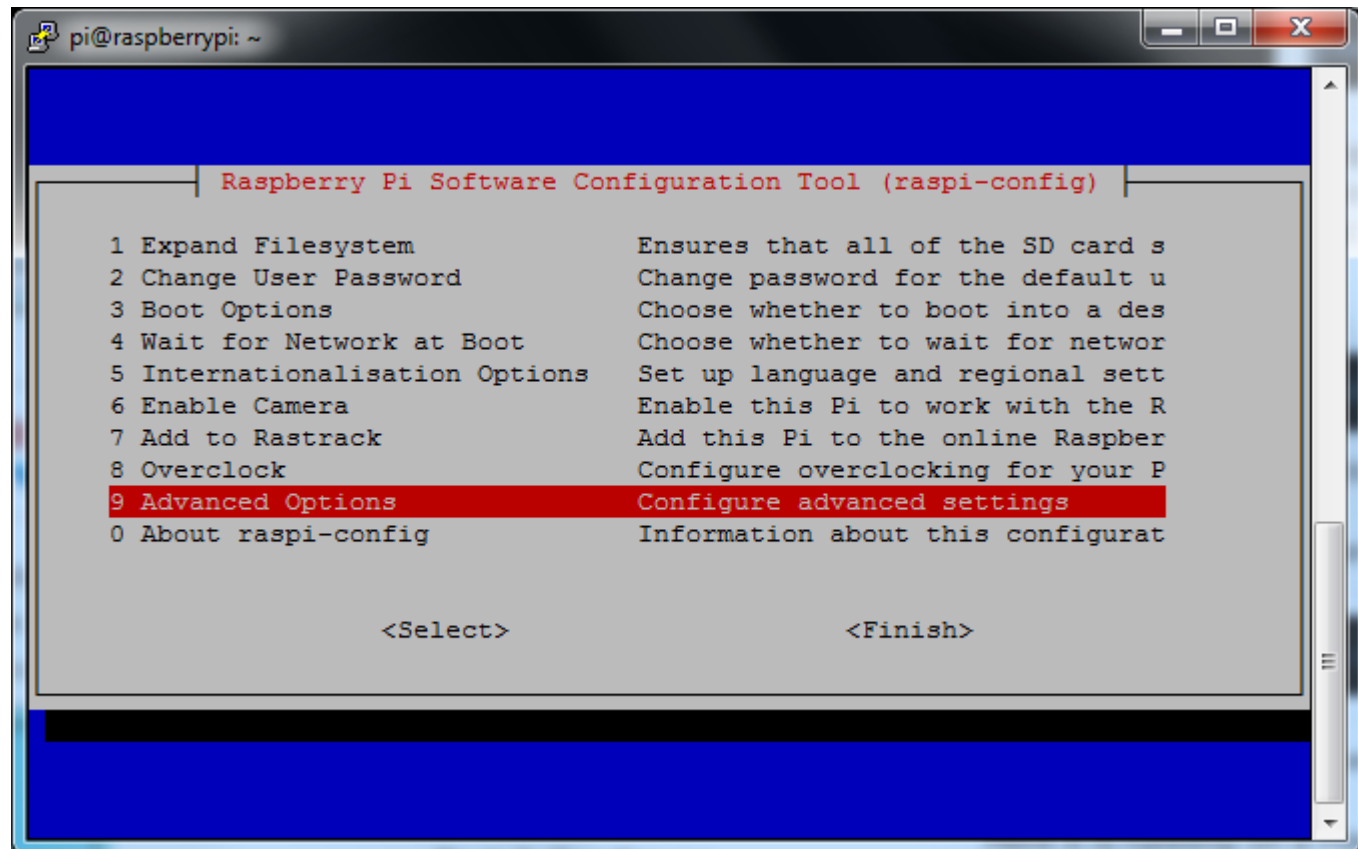 pi@raspberrypi: ~
Raspberry Pi Software Configuration Tool (raspi-config)
1 Expand Filesystem Ensures that all of the SD card s
2 Change User Password Change password for the default u
3 Boot Options Choose whether to boot into a des
4 Wait for Network at Boot Choose whether to wait for networ
5 Internationalisation Options Set up language and regional sett
6 Enable Camera Enable this Pi to work with the R
7 Add to Rastrack Add this Pi to the online Raspber
8 Overclock Configure overclocking for your P
9 Advanced Options Configure advanced settings
0 About raspi-config Information about this configurat
<Select> <Finish>